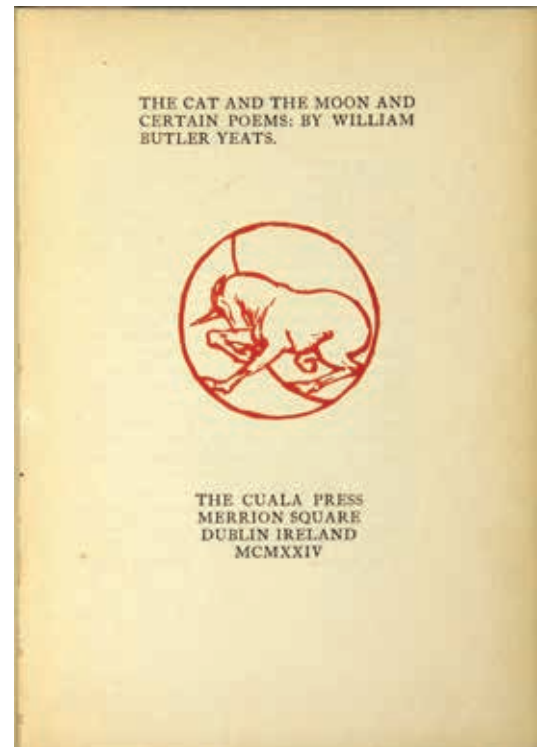 THE CAT AND THE MOON AND
CERTAIN POEMS: BY WILLIAM
BUTLER YEATS.
THE CUALA PRESS
MERRION SQUARE
DUBLIN IRELAND
MCMXXIV